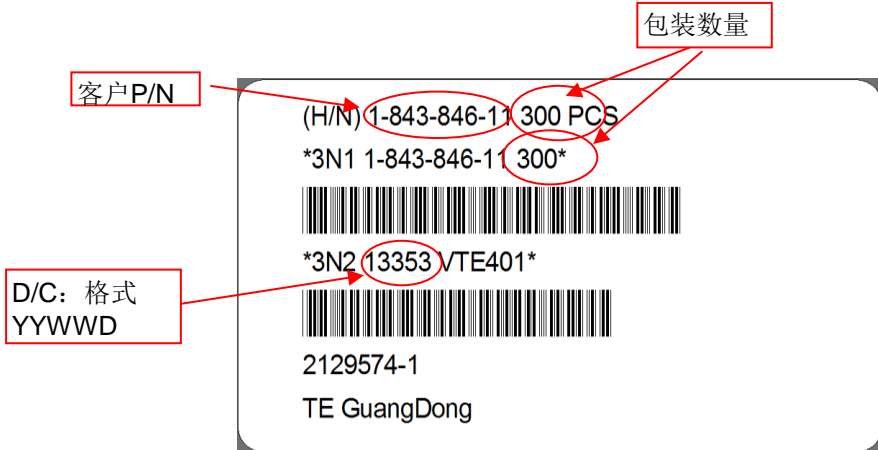 包装数量
客户P/N
(H/N) 1-843-846-11 300 PCS
*3N1 1-843-846-11 300*
*3N2 13353 VTE401*
D/C：格式
YYWWD
2129574-1
TE GuangDong